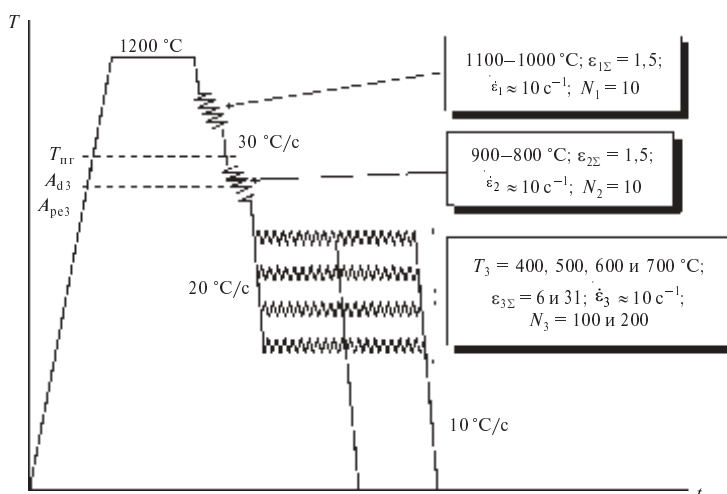 T
1200 °C
1100–1000 °C; ε1Σ = 1,5;
ε̇1 ≈ 10 c⁻¹; N1 = 10
30 °C/c
Tпг
Ad3
Aре3
900–800 °C; ε2Σ = 1,5;
ε̇2 ≈ 10 c⁻¹; N2 = 10
20 °C/c
T3 = 400, 500, 600 и 700 °C;
ε3Σ = 6 и 31; ε̇3 ≈ 10 c⁻¹;
N3 = 100 и 200
10 °C/c